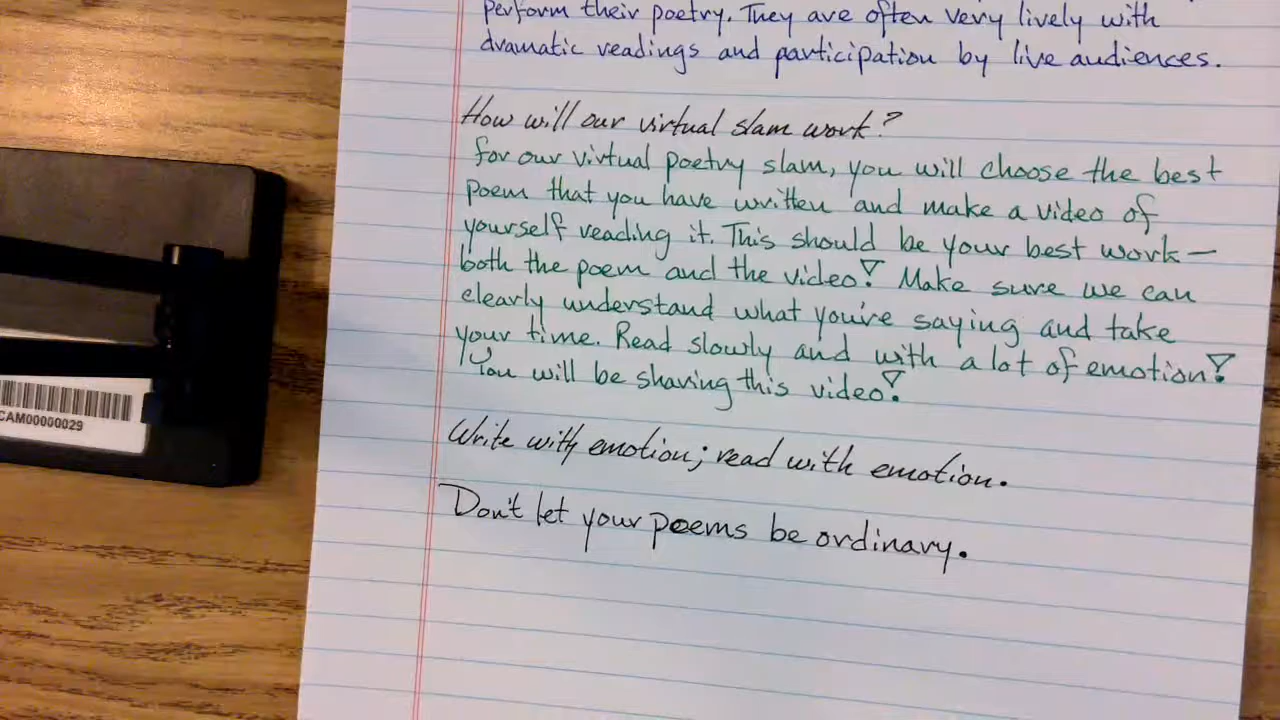 perform their poetry. They are often very lively with
dramatic readings and participation by live audiences.
How will our virtual slam work?
for our virtual poetry slam, you will choose the best
poem that you have written and make a video of
yourself reading it. This should be your best work—
both the poem and the video! Make sure we can
clearly understand what you're saying and take
your time. Read slowly and with a lot of emotion!
You will be sharing this video!
Write with emotion; read with emotion.
Don't let your poems be ordinary.
CAM00000029